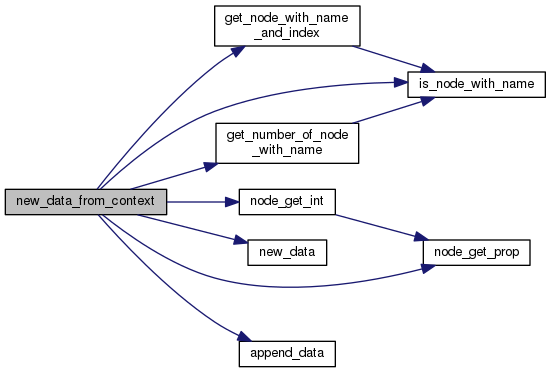 get_node_with_name
_and_index
is_node_with_name
get_number_of_node
_with_name
new_data_from_context
node_get_int
new_data
node_get_prop
append_data